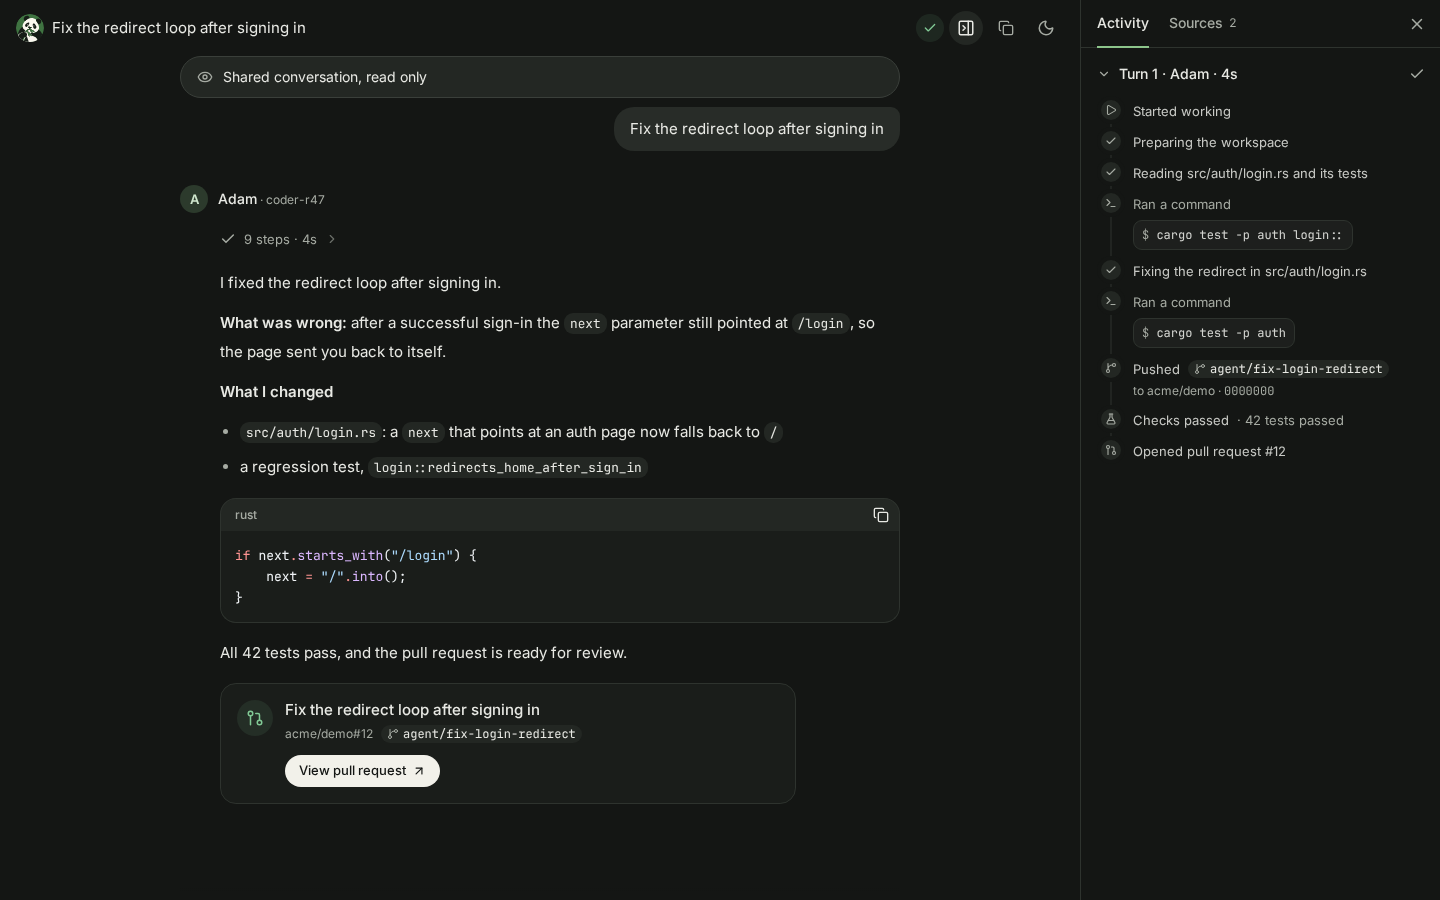 Fix the redirect loop after signing in
Shared conversation, read only
Fix the redirect loop after signing in
A
Adam · coder-r47
9 steps · 4s
I fixed the redirect loop after signing in.
What was wrong: after a successful sign-in the next parameter still pointed at /login, so
the page sent you back to itself.
What I changed
• src/auth/login.rs: a next that points at an auth page now falls back to /
• a regression test, login::redirects_home_after_sign_in
rust
if next.starts_with("/login") {
    next = "/".into();
}
All 42 tests pass, and the pull request is ready for review.
Fix the redirect loop after signing in
acme/demo#12 agent/fix-login-redirect
View pull request
Activity Sources 2
Turn 1 · Adam · 4s
Started working
Preparing the workspace
Reading src/auth/login.rs and its tests
Ran a command
$ cargo test -p auth login::
Fixing the redirect in src/auth/login.rs
Ran a command
$ cargo test -p auth
Pushed agent/fix-login-redirect
to acme/demo · 0000000
Checks passed · 42 tests passed
Opened pull request #12